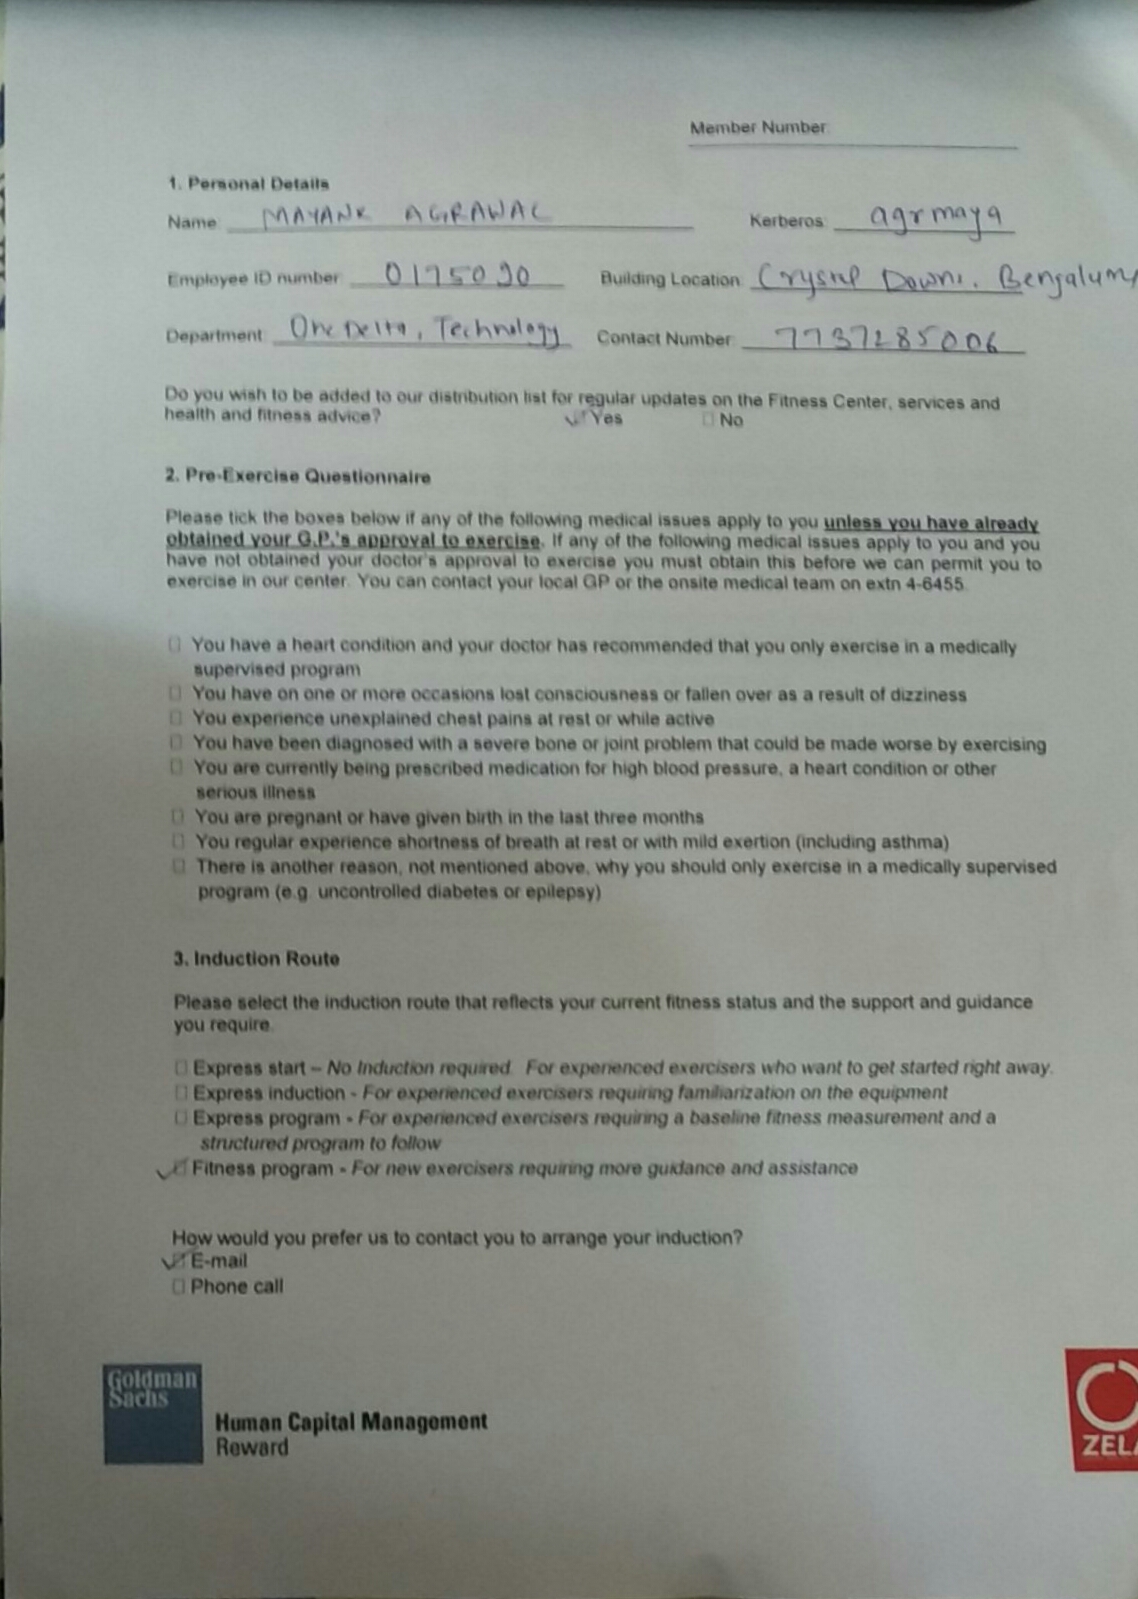 Member Number
1. Personal Details
Name MAYANK AGRAWAL Kerberos: agrmaya
Employee ID number 0175090 Building Location: Crystal Downs, Bengaluru
Department OneDelta, Technology Contact Number: 7737285006
Do you wish to be added to our distribution list for regular updates on the Fitness Center, services and
health and fitness advice? Yes No
2. Pre-Exercise Questionnaire
Please tick the boxes below if any of the following medical issues apply to you unless you have already
obtained your G.P.'s approval to exercise. If any of the following medical issues apply to you and you
have not obtained your doctor's approval to exercise you must obtain this before we can permit you to
exercise in our center. You can contact your local GP or the onsite medical team on extn 4-6455.
You have a heart condition and your doctor has recommended that you only exercise in a medically
supervised program
You have on one or more occasions lost consciousness or fallen over as a result of dizziness
You experience unexplained chest pains at rest or while active
You have been diagnosed with a severe bone or joint problem that could be made worse by exercising
You are currently being prescribed medication for high blood pressure, a heart condition or other
serious illness
You are pregnant or have given birth in the last three months
You regular experience shortness of breath at rest or with mild exertion (including asthma)
There is another reason, not mentioned above, why you should only exercise in a medically supervised
program (e.g. uncontrolled diabetes or epilepsy)
3. Induction Route
Please select the induction route that reflects your current fitness status and the support and guidance
you require.
Express start – No Induction required. For experienced exercisers who want to get started right away.
Express induction - For experienced exercisers requiring familiarization on the equipment
Express program - For experienced exercisers requiring a baseline fitness measurement and a
structured program to follow
Fitness program - For new exercisers requiring more guidance and assistance
How would you prefer us to contact you to arrange your induction?
E-mail
Phone call
Goldman
Sachs
Human Capital Management
Reward
ZELA